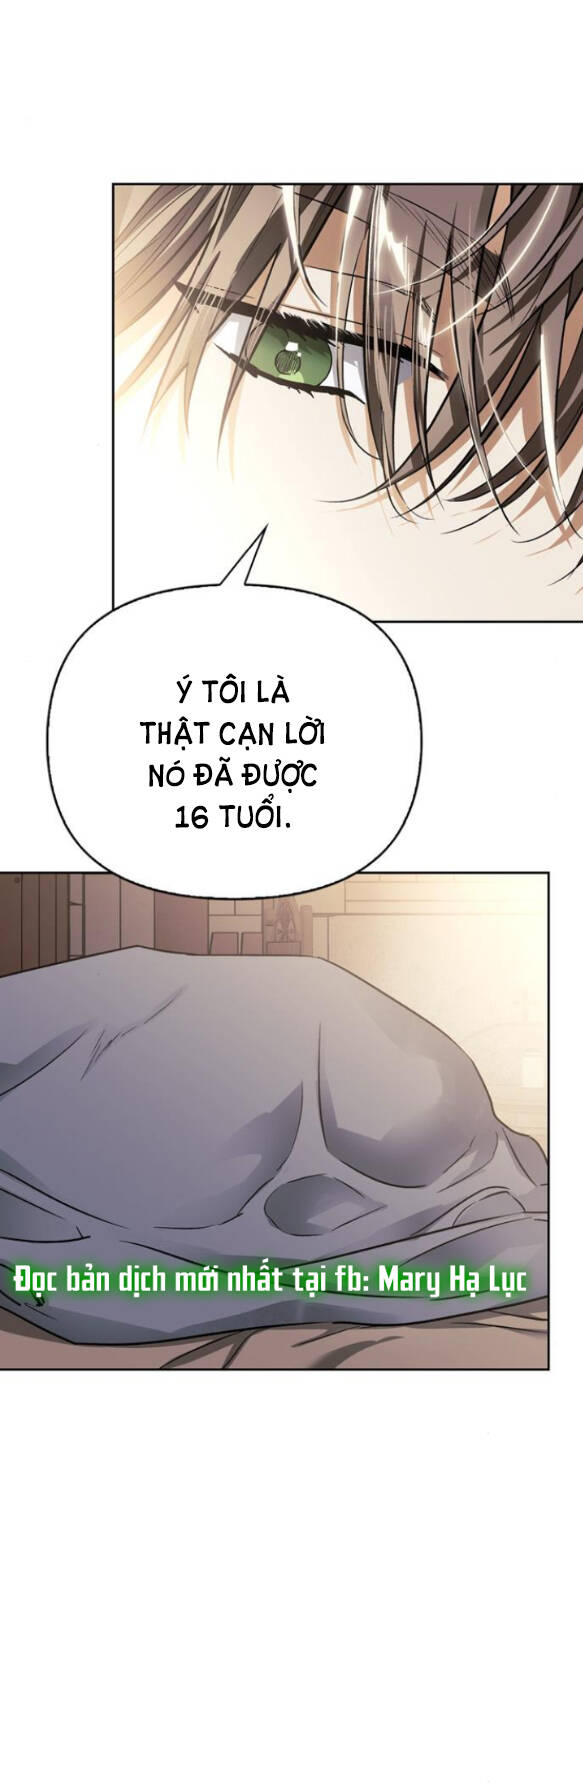 Ý TÔI LÀ
THẬT CẠN LỜI
NÓ ĐÃ ĐƯỢC
16 TUỔI.
Đọc bản dịch mới nhất tại fb: Mary Hạ Lục